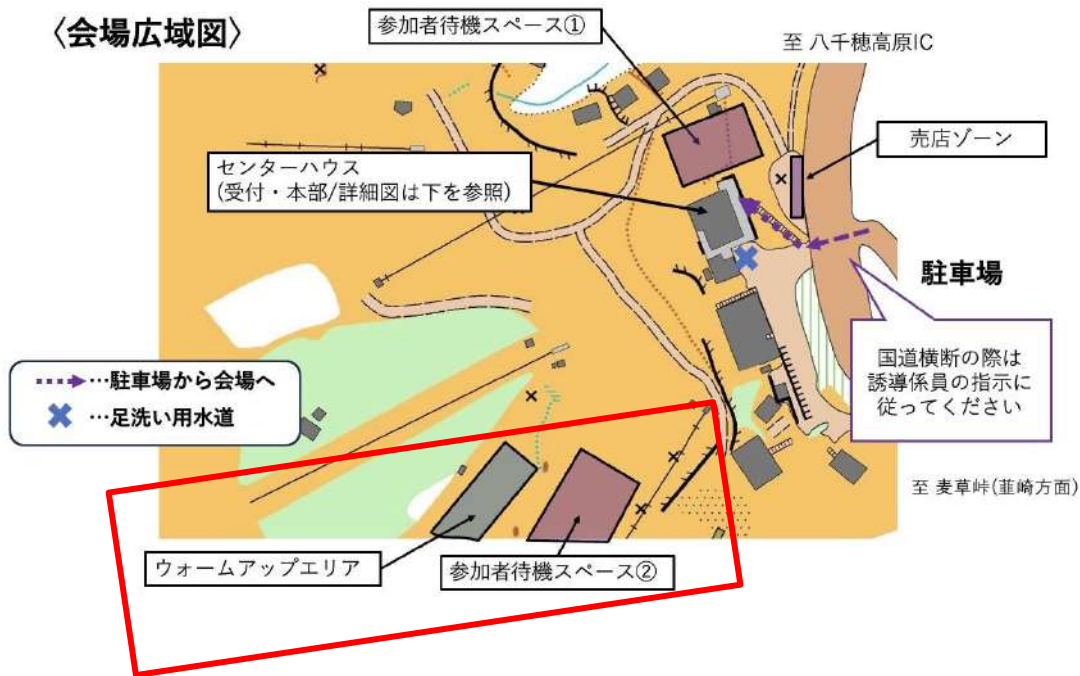 〈会場広域図〉
参加者待機スペース①
至 八千穂高原IC
売店ゾーン
センターハウス
(受付・本部/詳細図は下を参照)
駐車場
国道横断の際は
誘導係員の指示に
従ってください
…駐車場から会場へ
…足洗い用水道
至 麦草峠(韮崎方面)
ウォームアップエリア
参加者待機スペース②